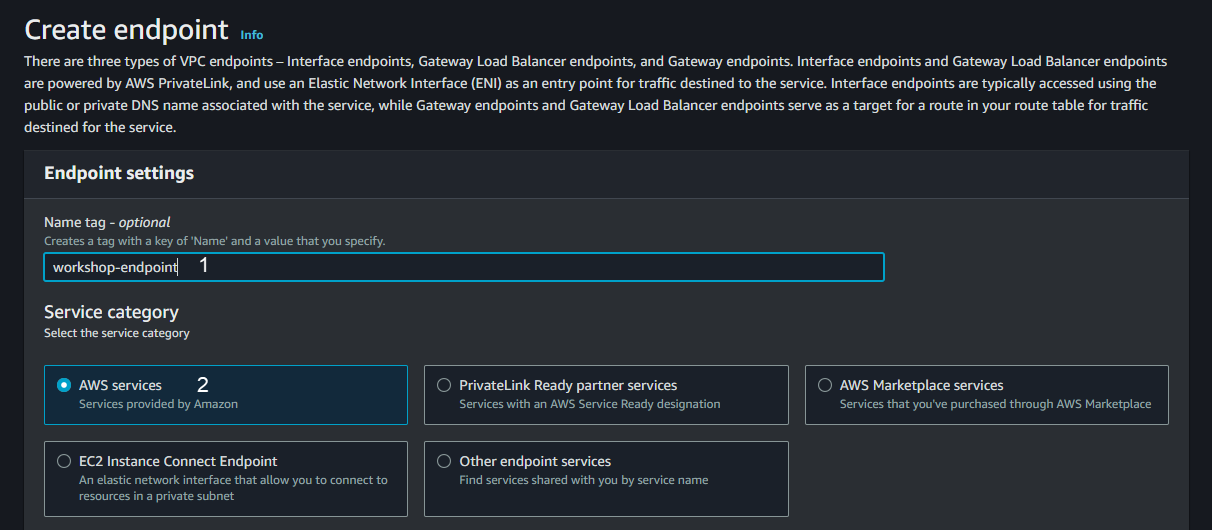 Create endpoint Info
There are three types of VPC endpoints – Interface endpoints, Gateway Load Balancer endpoints, and Gateway endpoints. Interface endpoints and Gateway Load Balancer endpoints
are powered by AWS PrivateLink, and use an Elastic Network Interface (ENI) as an entry point for traffic destined to the service. Interface endpoints are typically accessed using the
public or private DNS name associated with the service, while Gateway endpoints and Gateway Load Balancer endpoints serve as a target for a route in your route table for traffic
destined for the service.
Endpoint settings
Name tag - optional
Creates a tag with a key of 'Name' and a value that you specify.
workshop-endpoint 1
Service category
Select the service category
AWS services 2
Services provided by Amazon
PrivateLink Ready partner services
Services with an AWS Service Ready designation
AWS Marketplace services
Services that you've purchased through AWS Marketplace
EC2 Instance Connect Endpoint
An elastic network interface that allow you to connect to
resources in a private subnet
Other endpoint services
Find services shared with you by service name